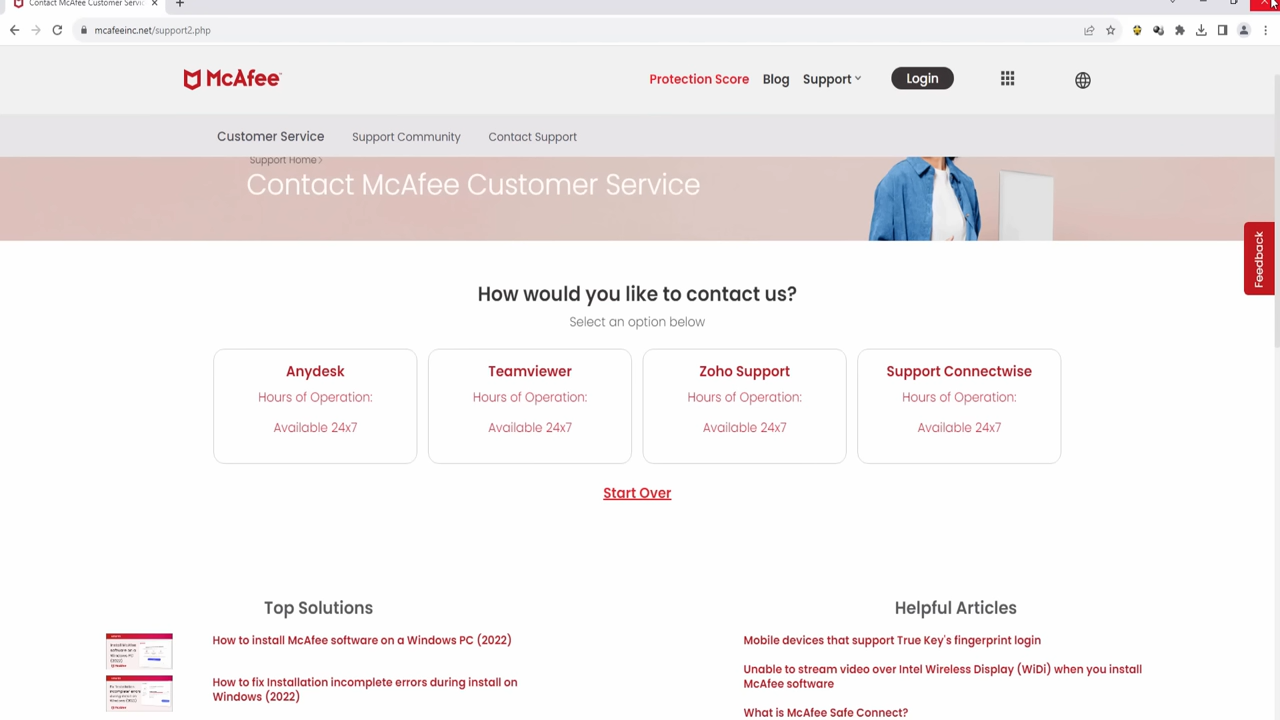 Contact McAfee Customer Servic
mcafeeinc.net/support2.php
McAfee
Protection Score
Blog
Support
Login
Customer Service
Support Community
Contact Support
Support Home
Contact McAfee Customer Service
Feedback
How would you like to contact us?
Select an option below
Anydesk
Hours of Operation:
Available 24x7
Teamviewer
Hours of Operation:
Available 24x7
Zoho Support
Hours of Operation:
Available 24x7
Support Connectwise
Hours of Operation:
Available 24x7
Start Over
Top Solutions
How to install McAfee software on a Windows PC (2022)
How to fix Installation incomplete errors during install on
Windows (2022)
Helpful Articles
Mobile devices that support True Key's fingerprint login
Unable to stream video over Intel Wireless Display (WiDi) when you install
McAfee software
What is McAfee Safe Connect?